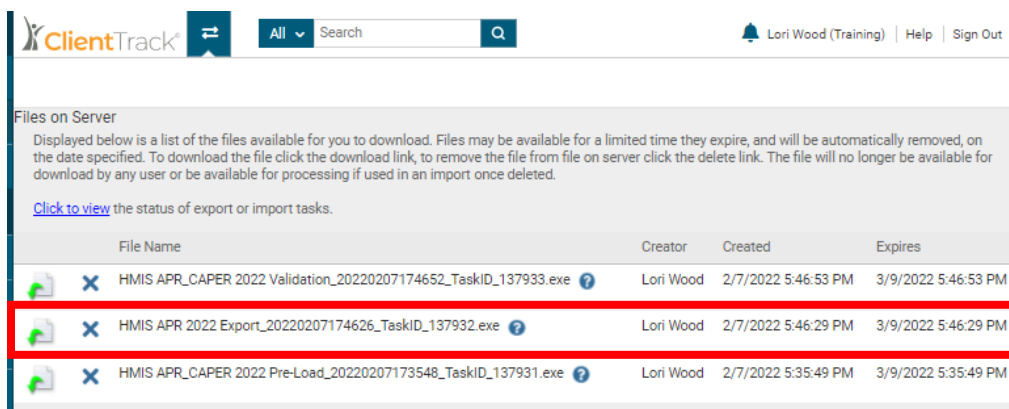 ClientTrack® All Search Lori Wood (Training) | Help | Sign Out
Files on Server
Displayed below is a list of the files available for you to download. Files may be available for a limited time they expire, and will be automatically removed, on
the date specified. To download the file click the download link, to remove the file from file on server click the delete link. The file will no longer be available for
download by any user or be available for processing if used in an import once deleted.
Click to view the status of export or import tasks.
File Name Creator Created Expires
HMIS APR_CAPER 2022 Validation_20220207174652_TaskID_137933.exe Lori Wood 2/7/2022 5:46:53 PM 3/9/2022 5:46:53 PM
HMIS APR 2022 Export_20220207174626_TaskID_137932.exe Lori Wood 2/7/2022 5:46:29 PM 3/9/2022 5:46:29 PM
HMIS APR_CAPER 2022 Pre-Load_20220207173548_TaskID_137931.exe Lori Wood 2/7/2022 5:35:49 PM 3/9/2022 5:35:49 PM